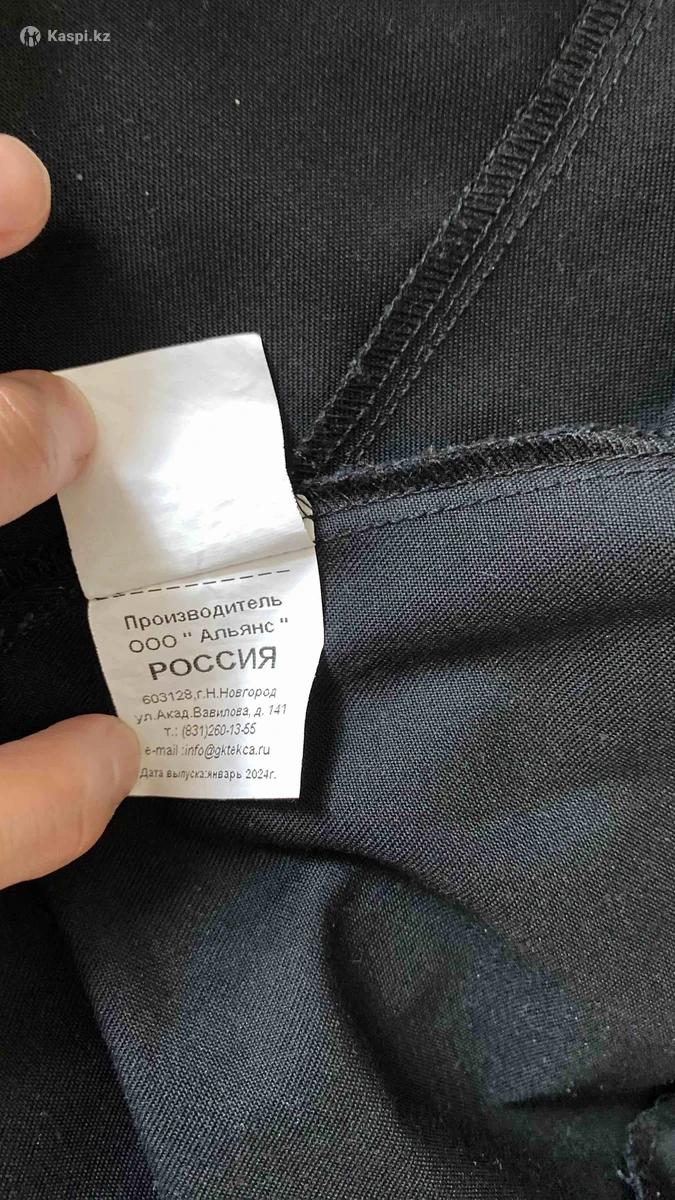 Kaspi.kz
Производитель
ООО " Альянс "
РОССИЯ
603128,г.Н.Новгород
ул.Акад.Вавилова, д. 141
т.: (831)260-13-55
e-mail :info@gktekca.ru
Дата выпуска:январь 2024г.